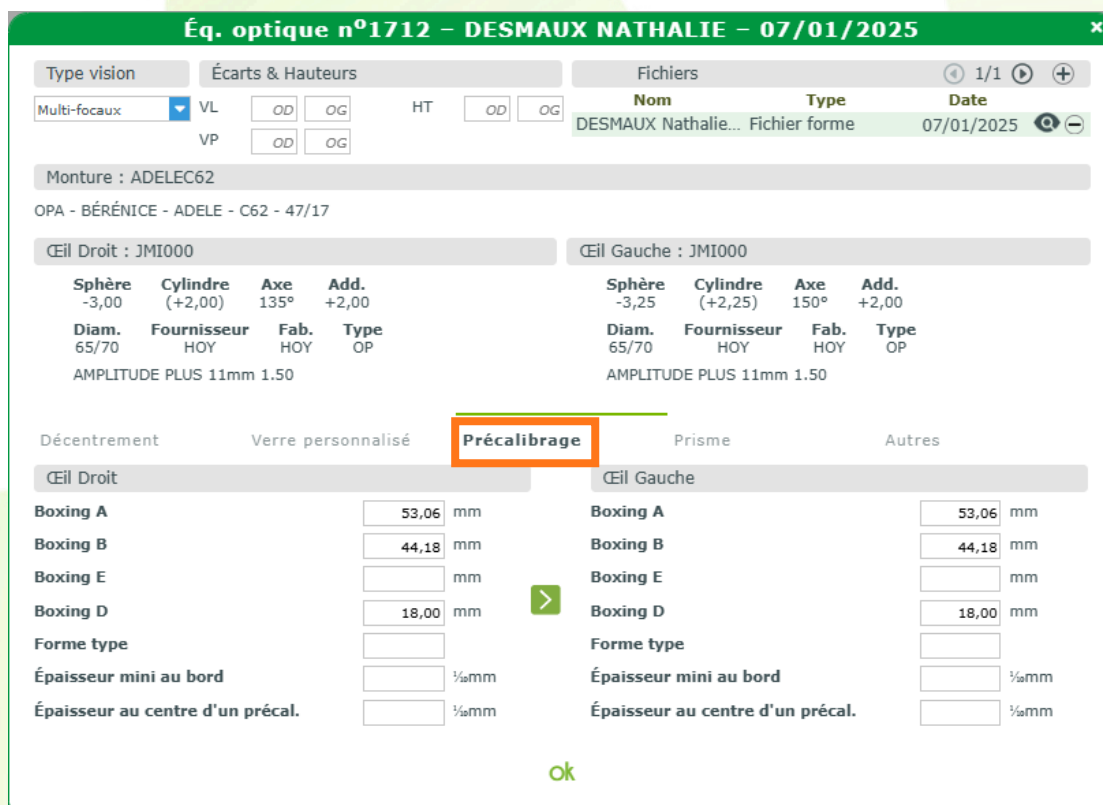 Éq. optique nº1712 – DESMAUX NATHALIE – 07/01/2025 ×
Type vision Écarts & Hauteurs Fichiers 1/1
Multi-focaux VL OD OG HT OD OG Nom Type Date
DESMAUX Nathalie... Fichier forme 07/01/2025
VP OD OG
Monture : ADELEC62
OPA - BÉRÉNICE - ADELE - C62 - 47/17
Œil Droit : JMI000 Œil Gauche : JMI000
Sphère Cylindre Axe Add. Sphère Cylindre Axe Add.
-3,00 (+2,00) 135° +2,00 -3,25 (+2,25) 150° +2,00
Diam. Fournisseur Fab. Type Diam. Fournisseur Fab. Type
65/70 HOY HOY OP 65/70 HOY HOY OP
AMPLITUDE PLUS 11mm 1.50 AMPLITUDE PLUS 11mm 1.50
Décentrement Verre personnalisé Précalibrage Prisme Autres
Œil Droit Œil Gauche
Boxing A 53,06 mm Boxing A 53,06 mm
Boxing B 44,18 mm Boxing B 44,18 mm
Boxing E mm Boxing E mm
Boxing D 18,00 mm Boxing D 18,00 mm
Forme type Forme type
Épaisseur mini au bord ⅒mm Épaisseur mini au bord ⅒mm
Épaisseur au centre d'un précal. ⅒mm Épaisseur au centre d'un précal. ⅒mm
ok